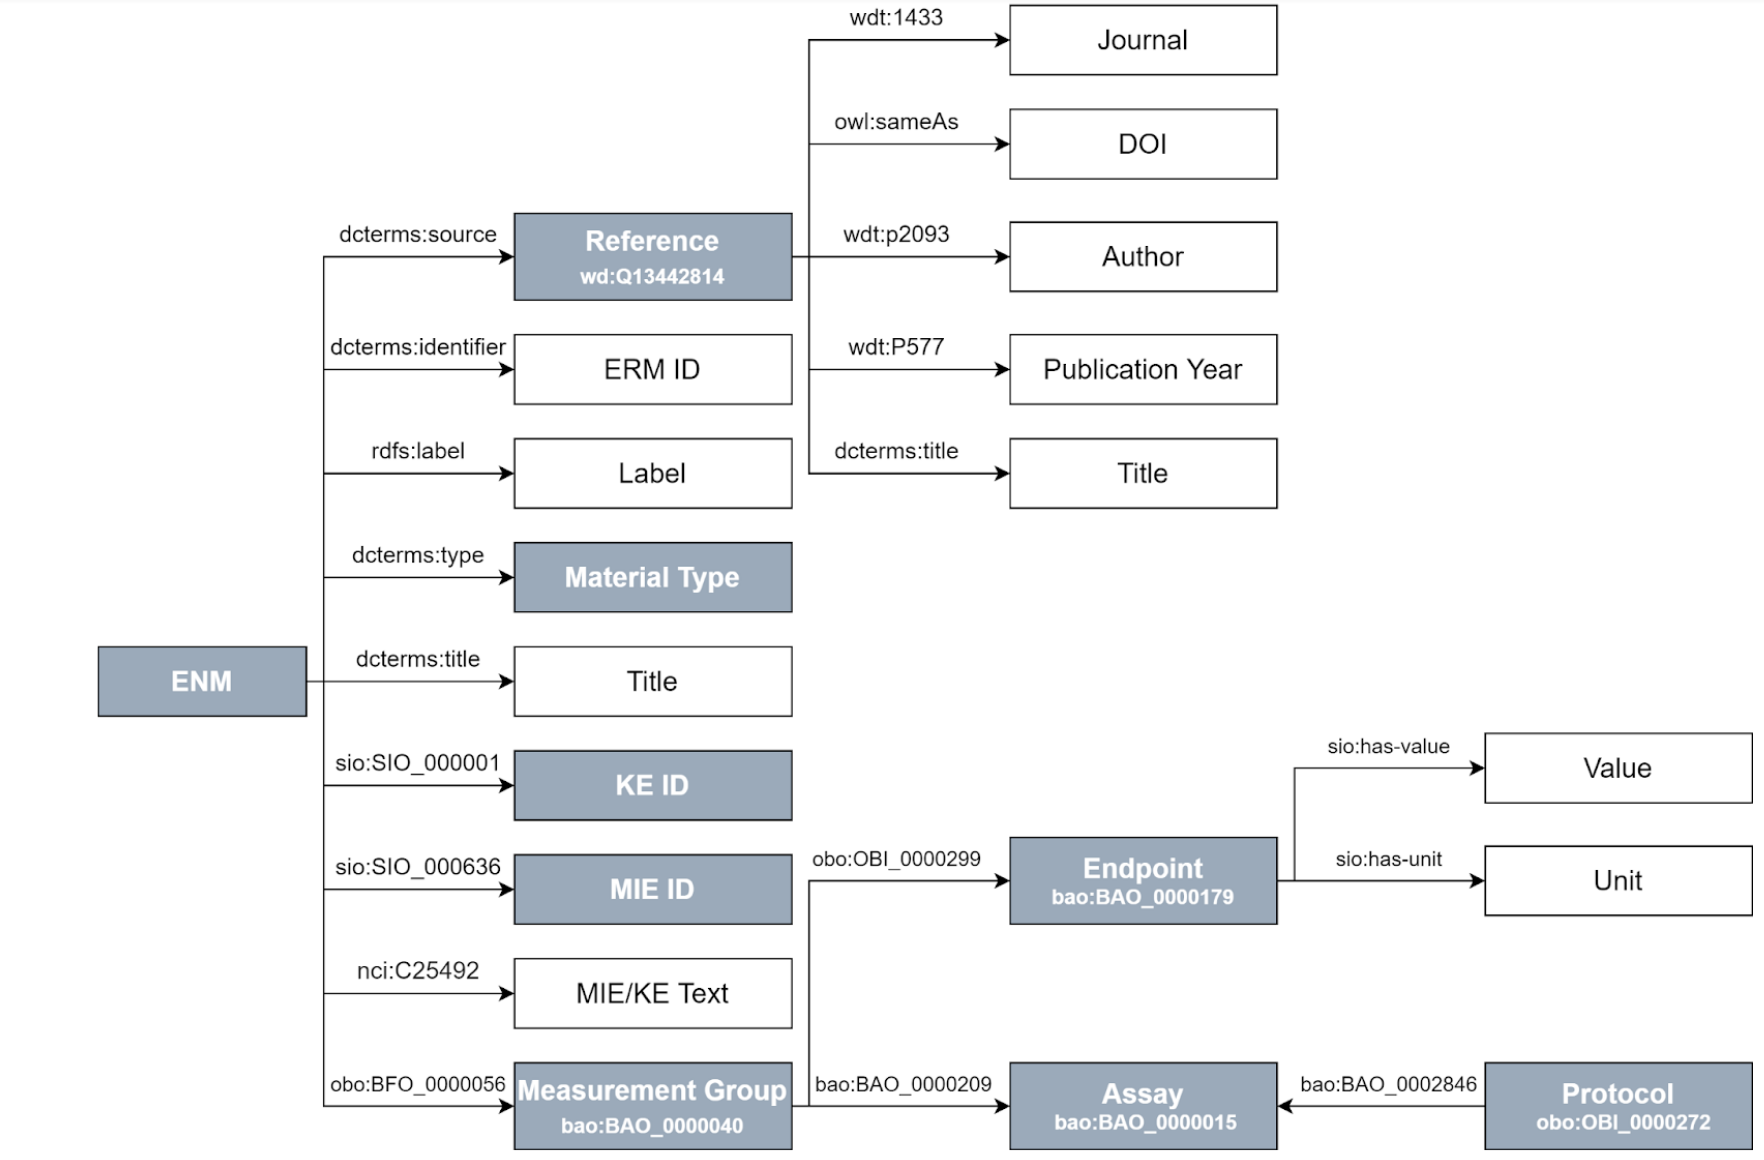 wdt:1433
Journal
owl:sameAs
DOI
dcterms:source
Reference
wd:Q13442814
wdt:p2093
Author
dcterms:identifier
ERM ID
wdt:P577
Publication Year
rdfs:label
Label
dcterms:title
Title
dcterms:type
Material Type
ENM
dcterms:title
Title
sio:SIO_000001
KE ID
sio:has-value
Value
sio:SIO_000636
MIE ID
obo:OBI_0000299
Endpoint
bao:BAO_0000179
sio:has-unit
Unit
nci:C25492
MIE/KE Text
obo:BFO_0000056
Measurement Group
bao:BAO_0000040
bao:BAO_0000209
Assay
bao:BAO_0000015
bao:BAO_0002846
Protocol
obo:OBI_0000272